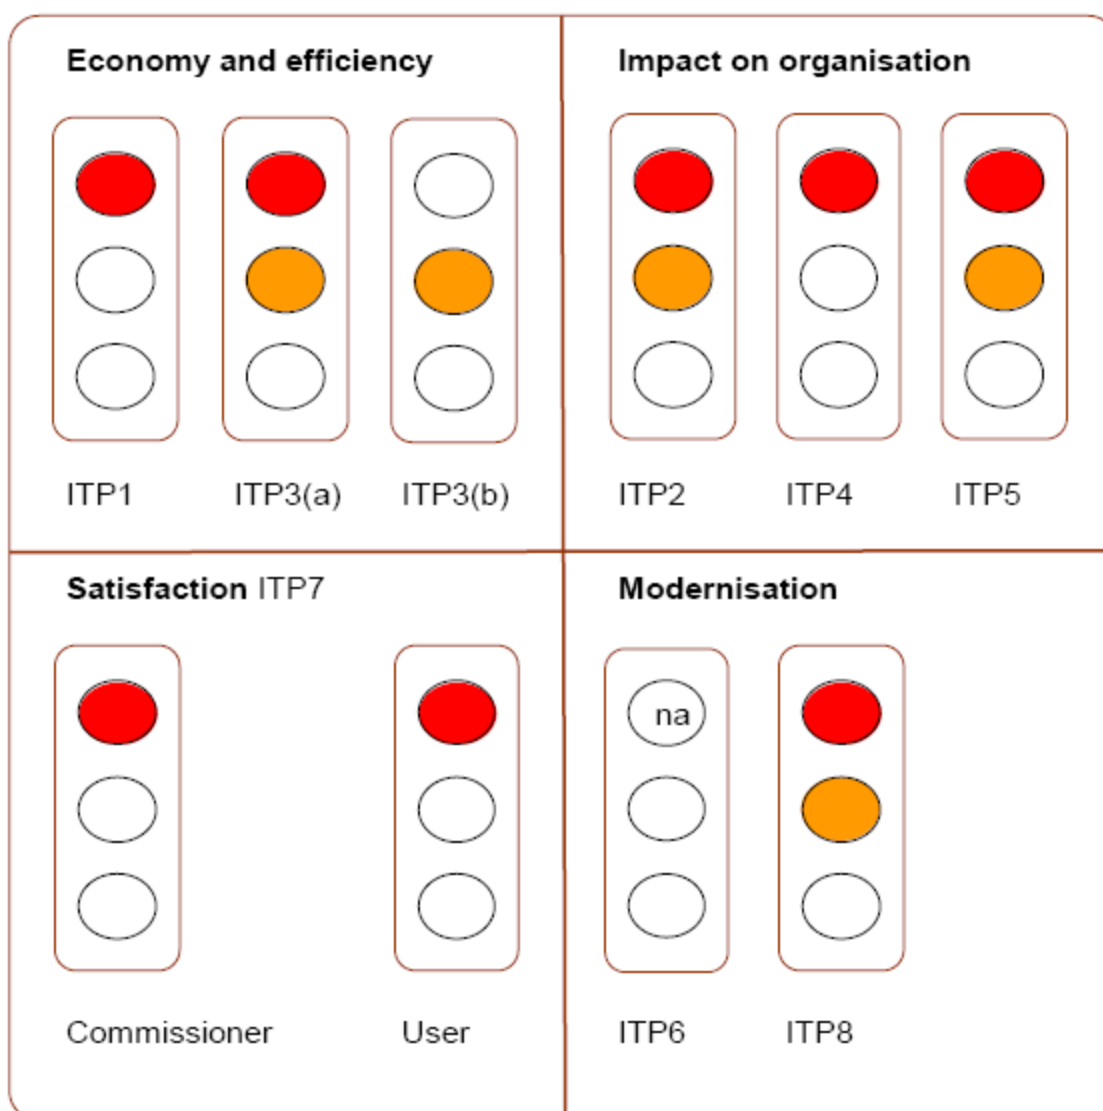 Economy and efficiency
ITP1 ITP3(a) ITP3(b)
Impact on organisation
ITP2 ITP4 ITP5
Satisfaction ITP7
Commissioner User
Modernisation
na
ITP6 ITP8